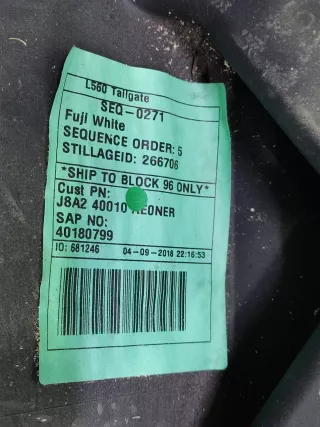 L560 Tailgate
SEQ-0271
Fuji White
SEQUENCE ORDER: 5
STILLAGEID: 266706
*SHIP TO BLOCK 96 ONLY*
Cust PN:
J8A2 40010
SAP NO:
40180799
ID: 681246 04-09-2018 22:16:53